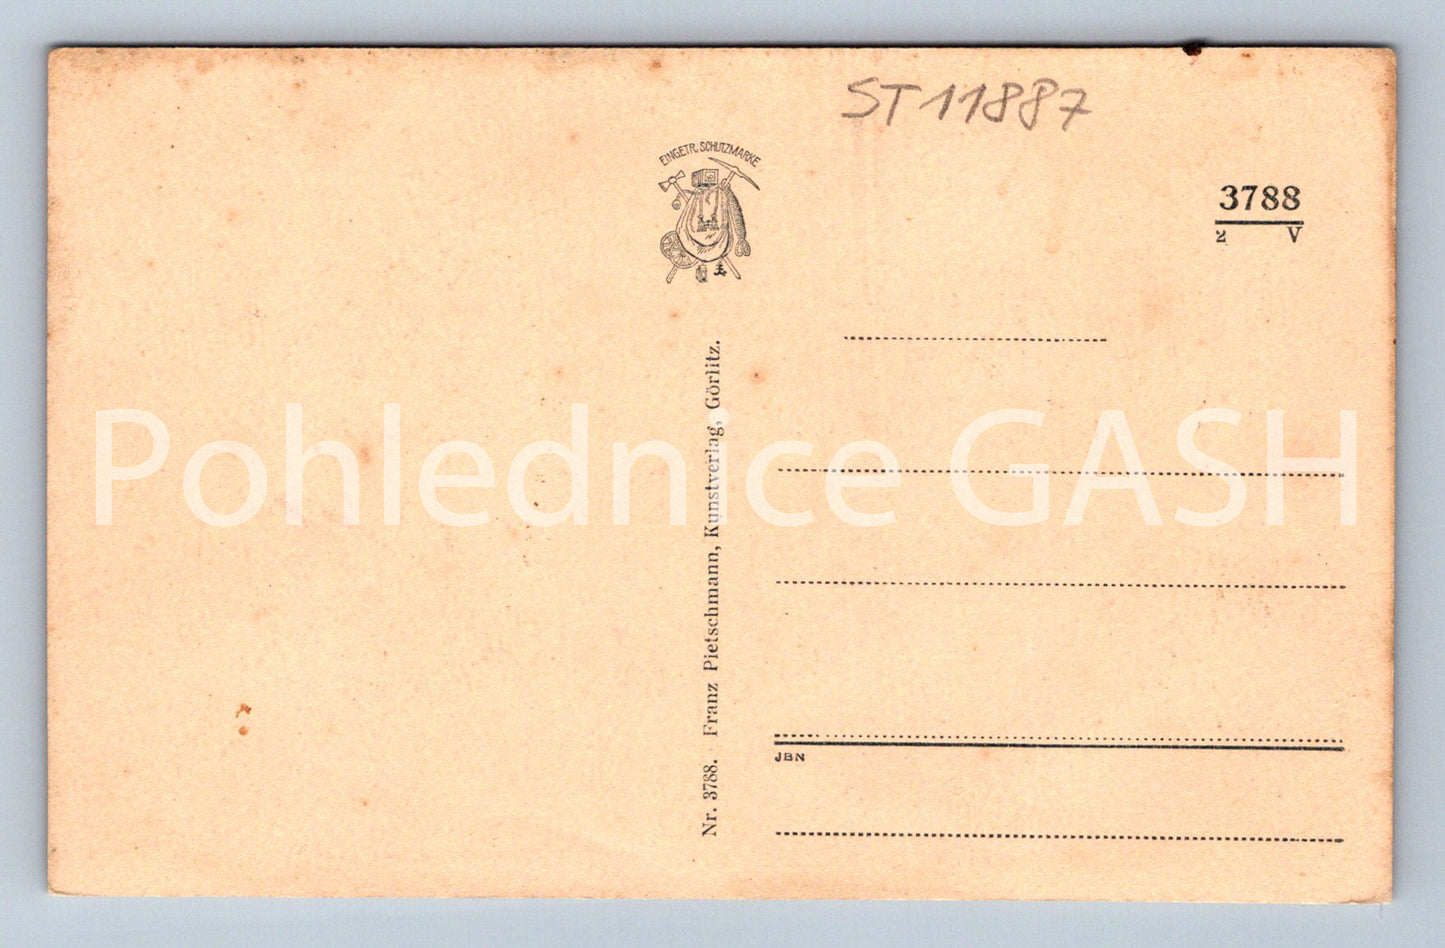 ST 11887
EINGETR. SCHUTZMARKE
3788
2 V
Nr. 3788. Franz Pietschmann, Kunstverlag, Görlitz.
Pohlednice GASH
JBN